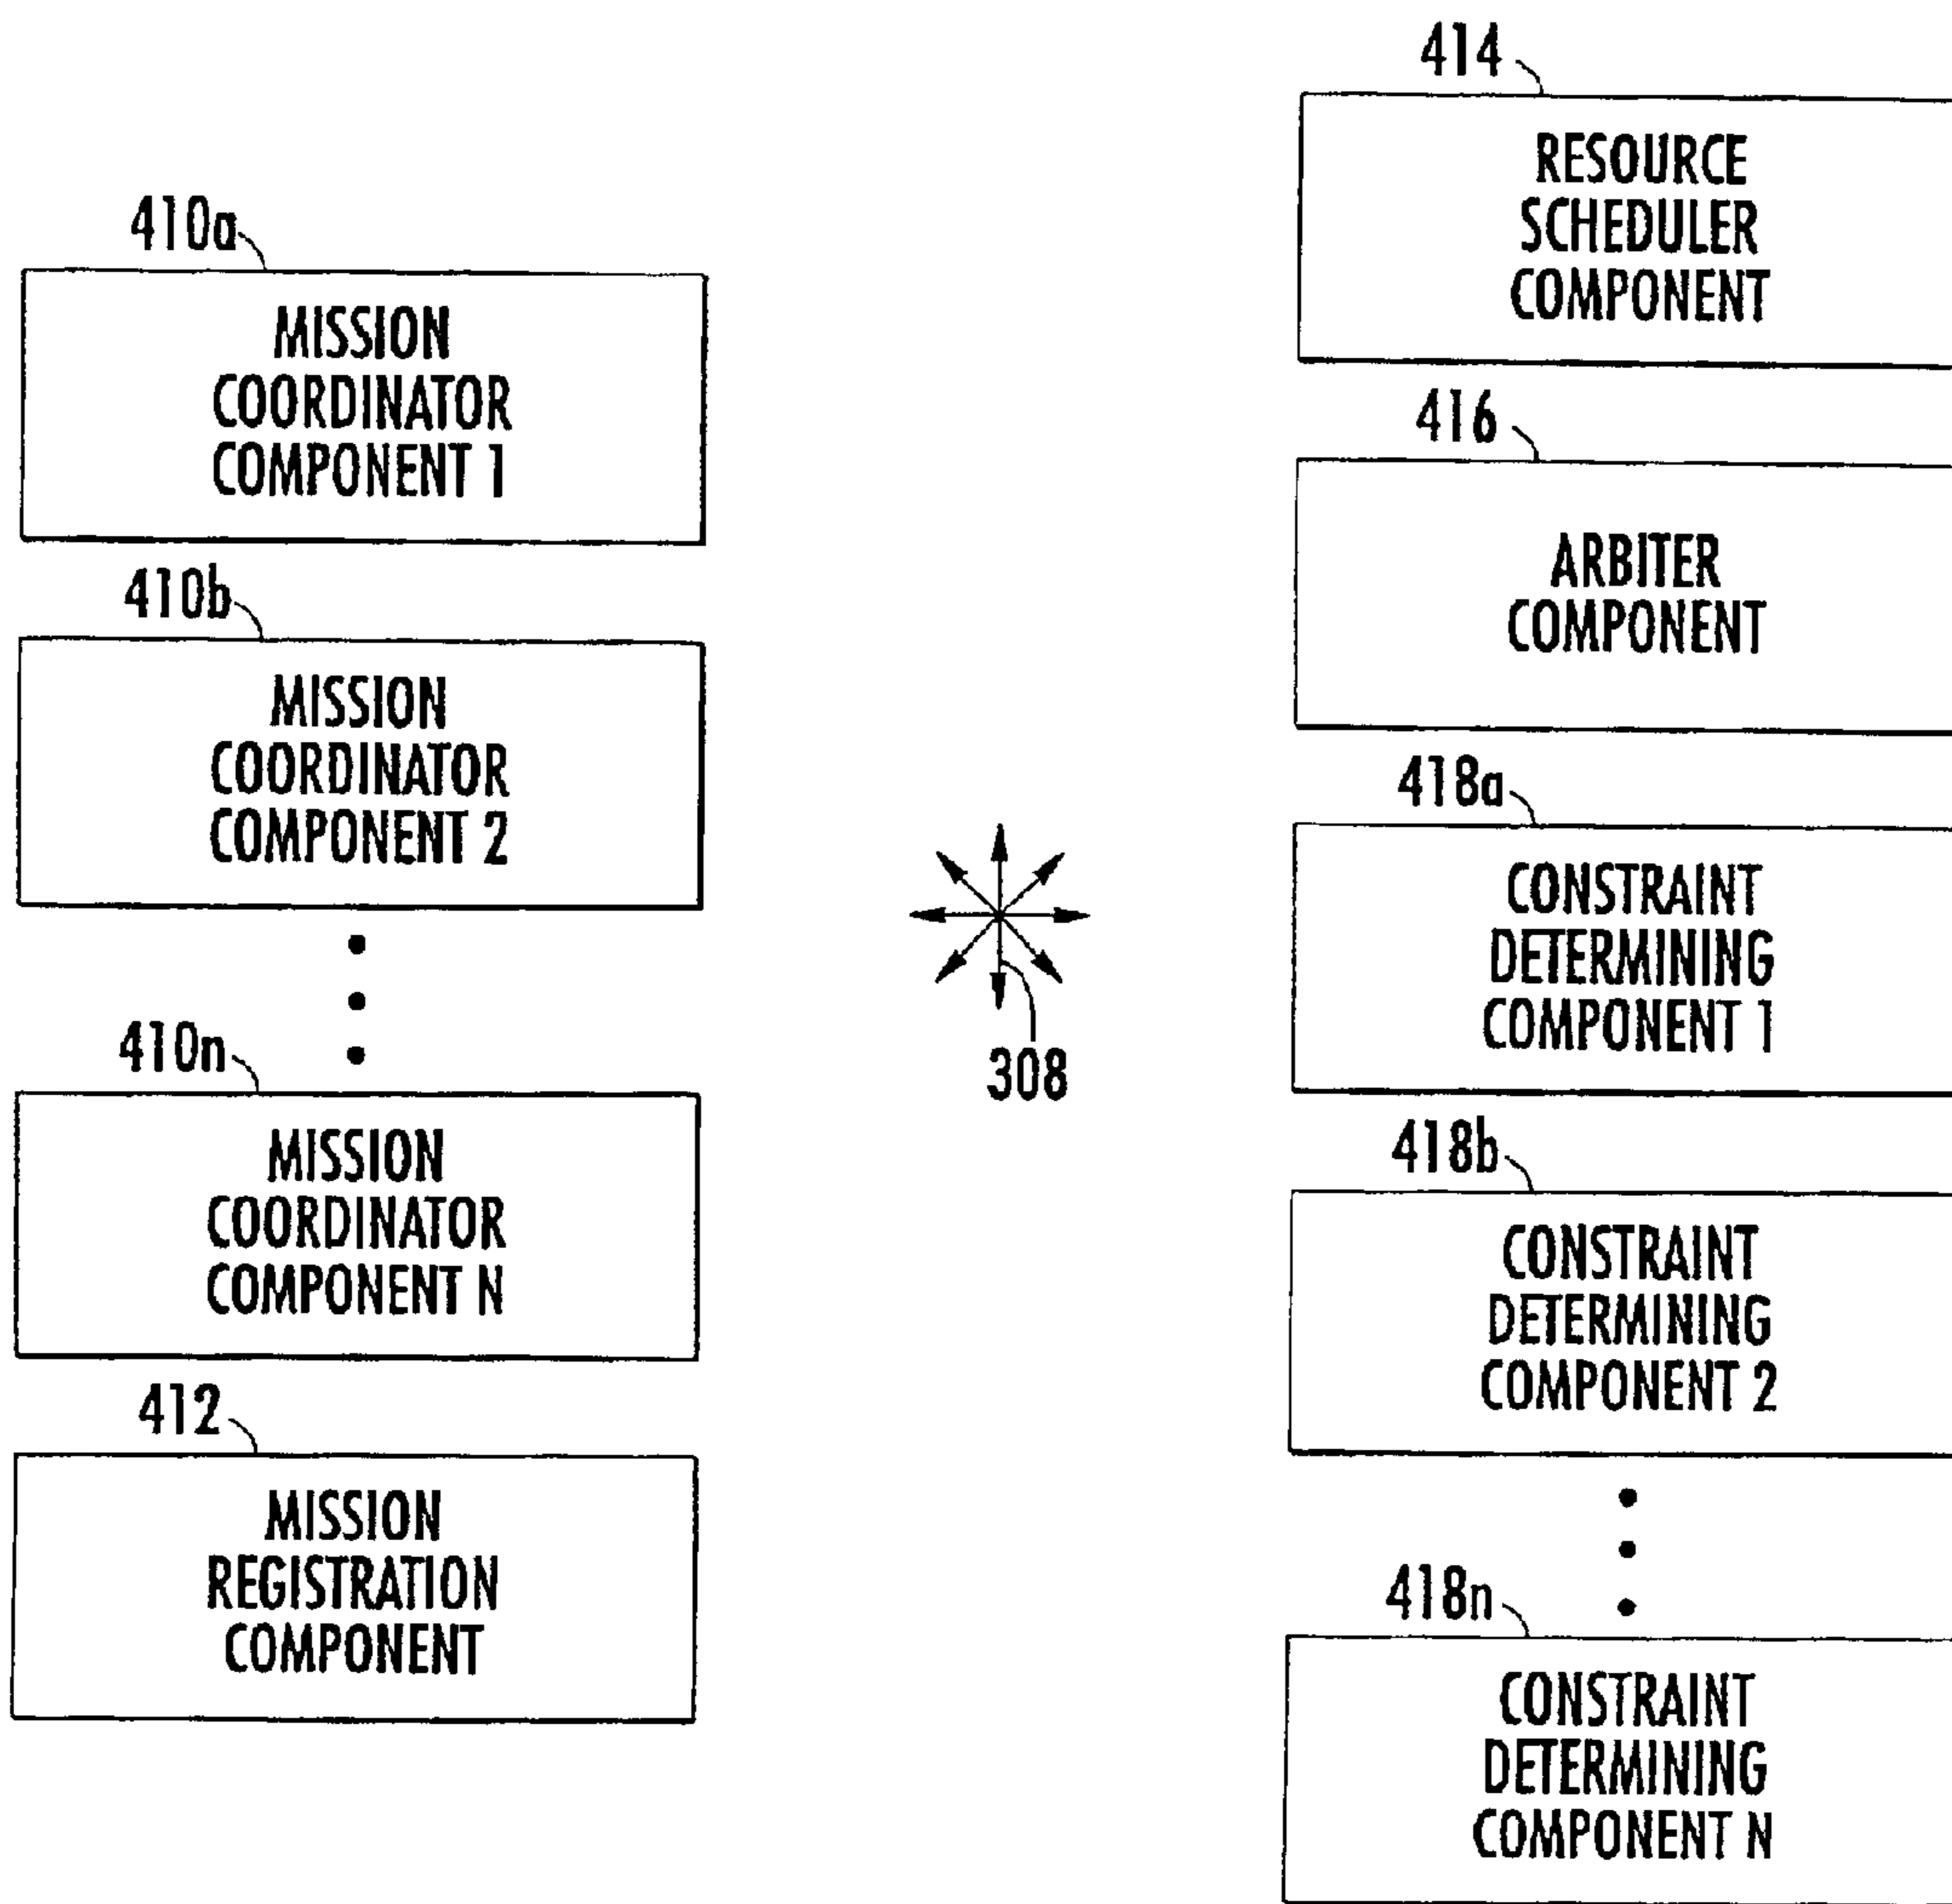 410a
MISSION
COORDINATOR
COMPONENT 1
410b
MISSION
COORDINATOR
COMPONENT 2
410n
MISSION
COORDINATOR
COMPONENT N
412
MISSION
REGISTRATION
COMPONENT
308
414
RESOURCE
SCHEDULER
COMPONENT
416
ARBITER
COMPONENT
418a
CONSTRAINT
DETERMINING
COMPONENT 1
418b
CONSTRAINT
DETERMINING
COMPONENT 2
418n
CONSTRAINT
DETERMINING
COMPONENT N